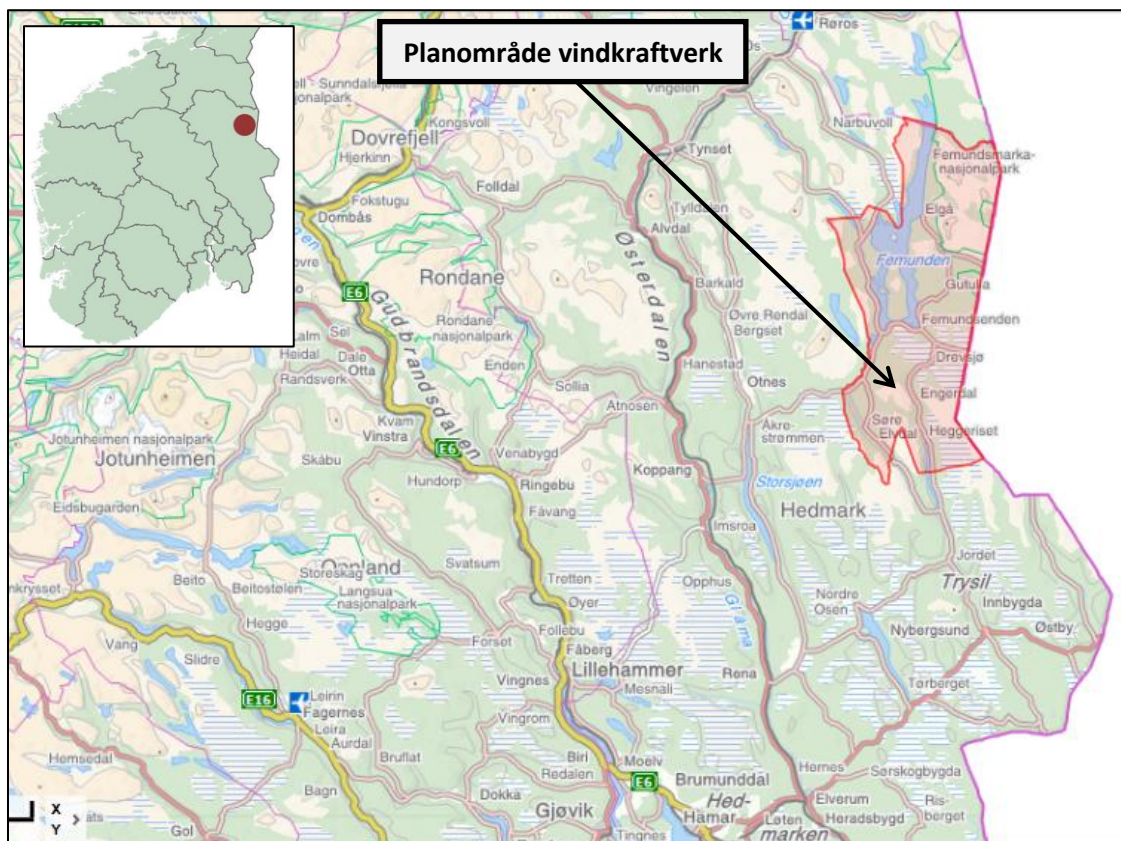 Planområde vindkraftverk
Røros
Os
Vingelen
Narbuvoll
Kongsvoll
Dovrefjell
Hjerkinn
Tynset
Femundsmarka-
nasjonalpark
Folldal
Fokstugu
Dombås
Tylldalen
Alvdal
Elgå
Femunden
Rondane
Østerdalen
Barkald
Gutulia
E6
Gudbrandsdalen
Rondane
nasjonalpark
Øvre Rendal
Bergset
Femundsenden
Sel
Heidal
Dale
Otta
Enden
Hanestad
Drevsjø
Randsverk
Sollia
Otnes
Engerdal
Atnosen
Kvam
Vinstra
Søre
Elvdal
Heggeriset
Jotunheimen nasjonalpark
Jotunheimen
Skåbu
E6
Venabygd
Åkre-
strømmen
Koppang
Hundorp
Ringebu
Storsjøen
Eidsbugarden
Fåvang
Hedmark
Imsroa
Svatsum
Jordet
Oppland
Storeskag
Tretten
Opphus
Glåma
Trysil
Beito
Beitostølen
Langsua
nasjonalpark
Øyer
Nordre
Osen
Innbygda
Hegge
Forset
Follebu
Nybergsund
Østby
Vang
Slidre
Fåberg
Lillehammer
Rena
Vingnes
Mesnali
Tørberget
E16
Leirin
Fagernes
Leira
Aurdal
Vingrom
Bruflat
Biri
Moelv
Redalen
Hernes
Sørskogbygda
Hemsedal
E6
Brumunddal
Bagn
Dokka
Elverum
Ris-
berget
Gjøvik
Hed-
Hamar
Løten
Heradsbygd
marken
X
Y
Gol
Tingnes